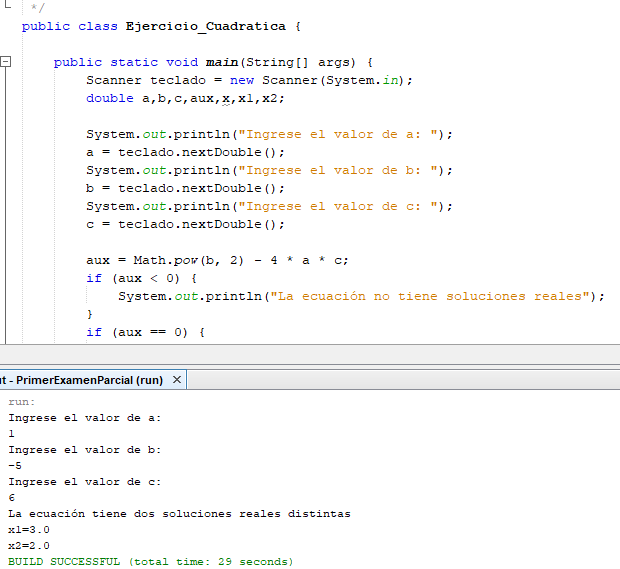 */
public class Ejercicio_Cuadratica {
public static void main(String[] args) {
Scanner teclado = new Scanner(System.in);
double a,b,c,aux,x,x1,x2;
System.out.println("Ingrese el valor de a: ");
a = teclado.nextDouble();
System.out.println("Ingrese el valor de b: ");
b = teclado.nextDouble();
System.out.println("Ingrese el valor de c: ");
c = teclado.nextDouble();
aux = Math.pow(b, 2) - 4 * a * c;
if (aux < 0) {
System.out.println("La ecuación no tiene soluciones reales");
}
if (aux == 0) {
- PrimerExamenParcial (run) ×
run:
Ingrese el valor de a:
1
Ingrese el valor de b:
-5
Ingrese el valor de c:
6
La ecuación tiene dos soluciones reales distintas
x1=3.0
x2=2.0
BUILD SUCCESSFUL (total time: 29 seconds)